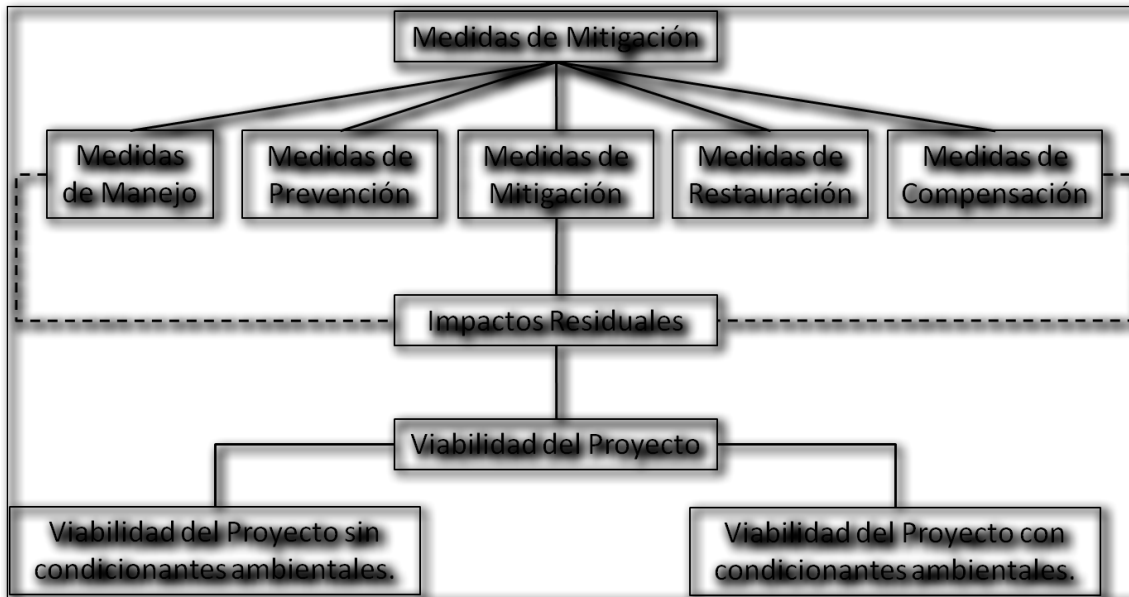 Medidas de Mitigación
Medidas
de Manejo
Medidas de
Prevención
Medidas de
Mitigación
Medidas de
Restauración
Medidas de
Compensación
Impactos Residuales
Viabilidad del Proyecto
Viabilidad del Proyecto sin
condicionantes ambientales.
Viabilidad del Proyecto con
condicionantes ambientales.